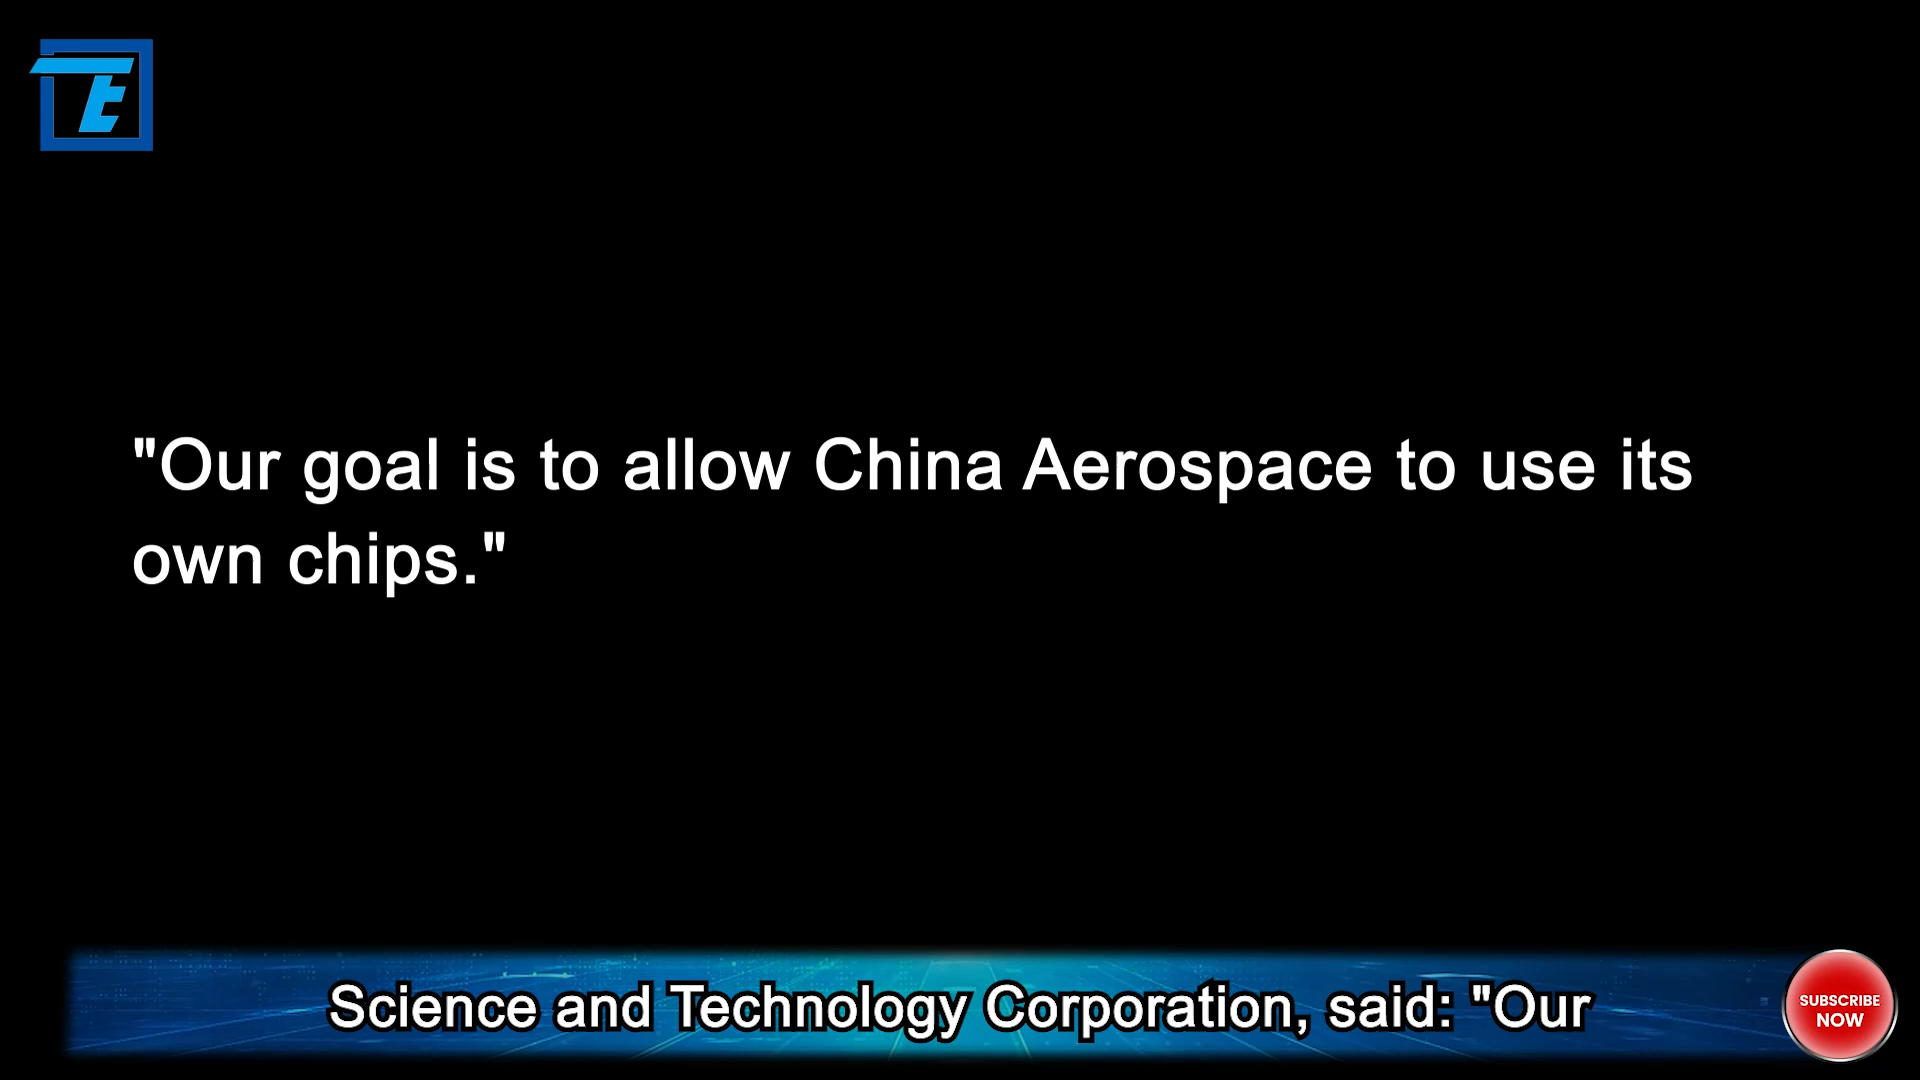 TE
"Our goal is to allow China Aerospace to use its
own chips."
Science and Technology Corporation, said: "Our
SUBSCRIBE
NOW